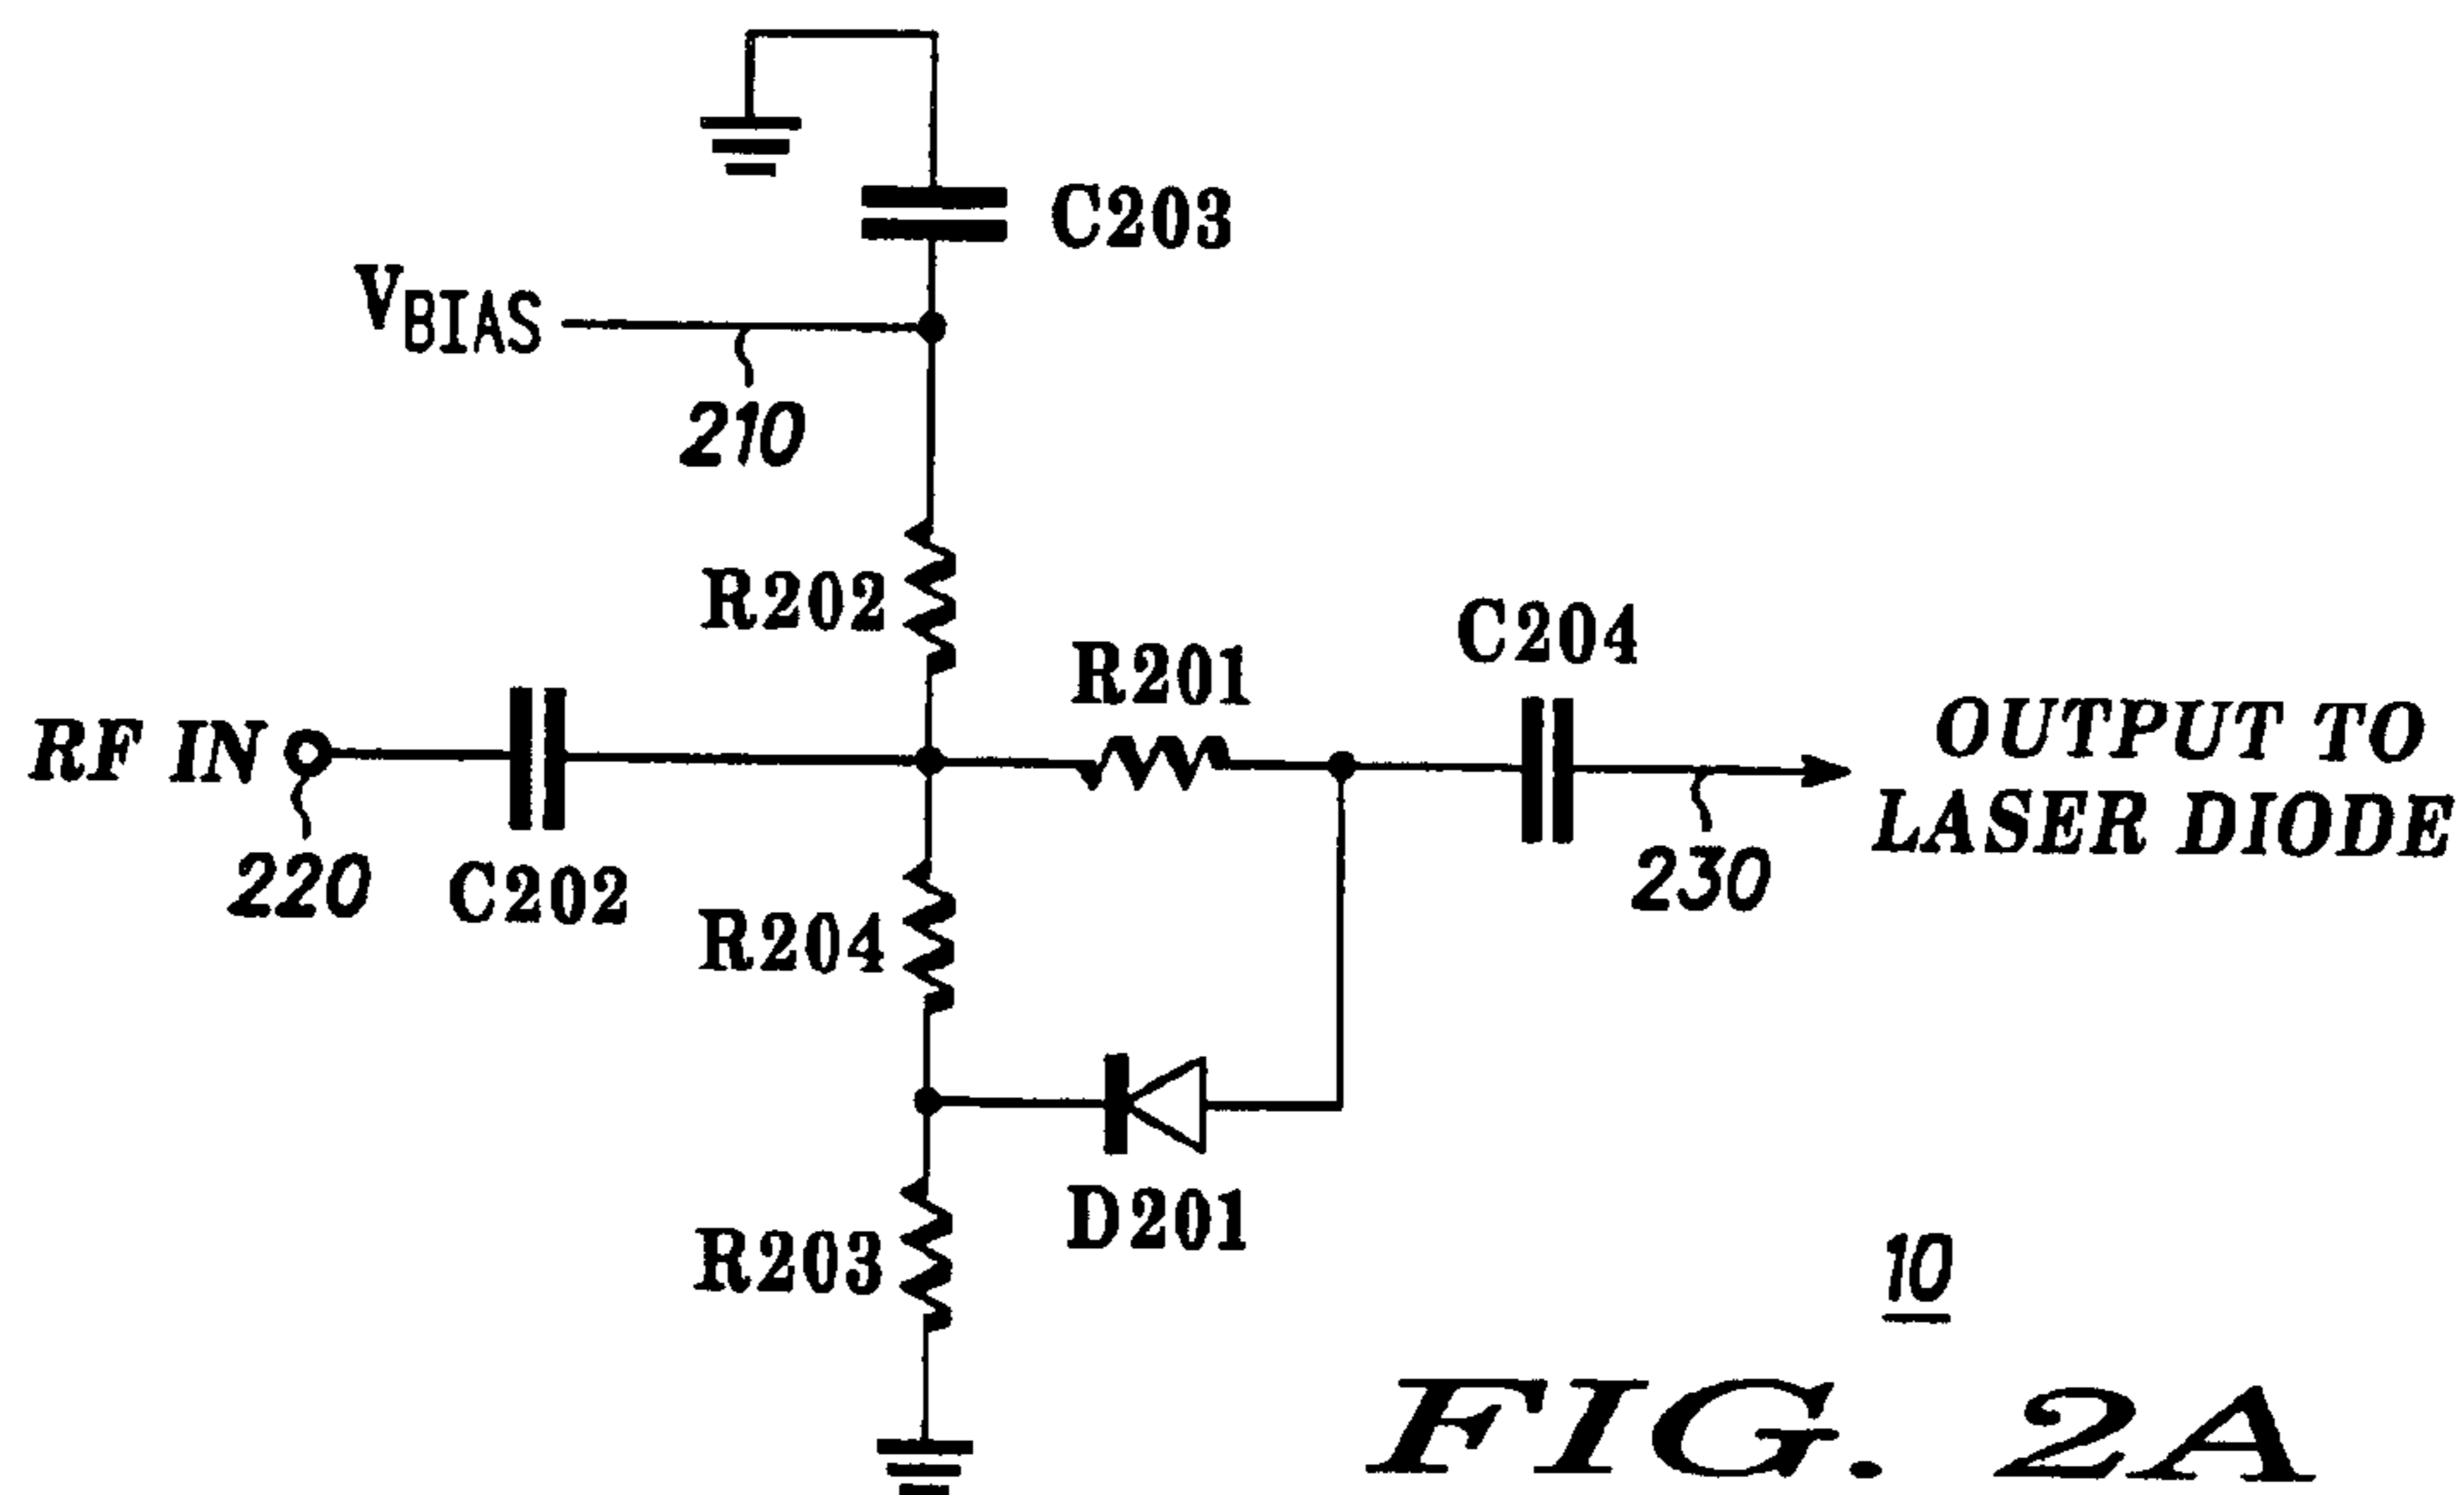 C203
VBIAS
210
R202
C204
R201
RF IN
OUTPUT TO
LASER DIODE
220
C202
230
R204
D201
R203
10
FIG. 2A